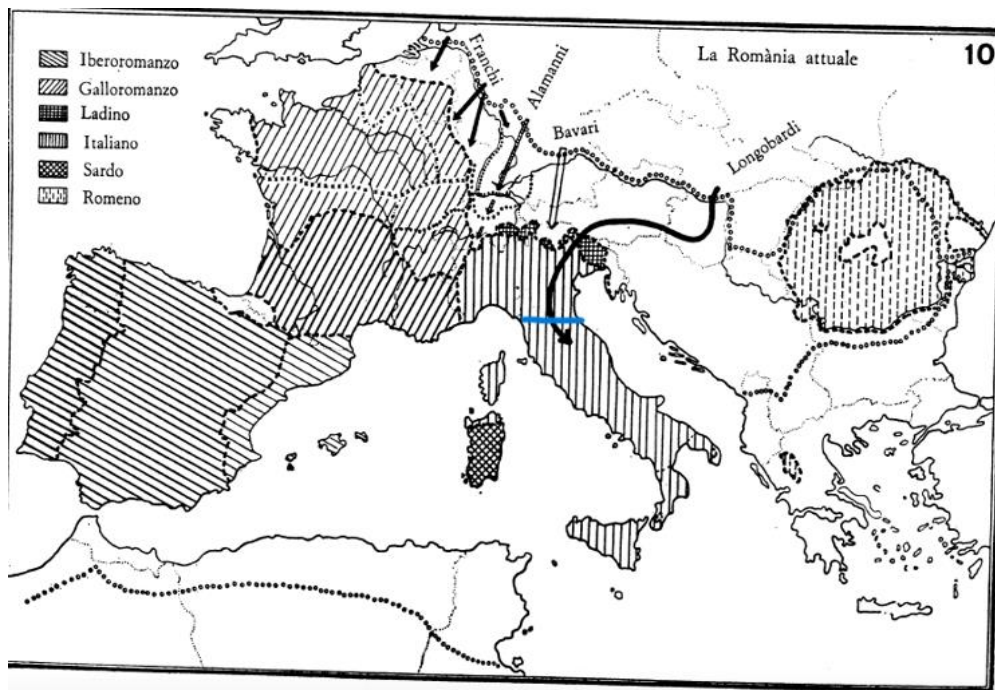 La Romània attuale
10
Iberoromanzo
Galloromanzo
Ladino
Italiano
Sardo
Romeno
Franchi
Alamanni
Bavari
Longobardi